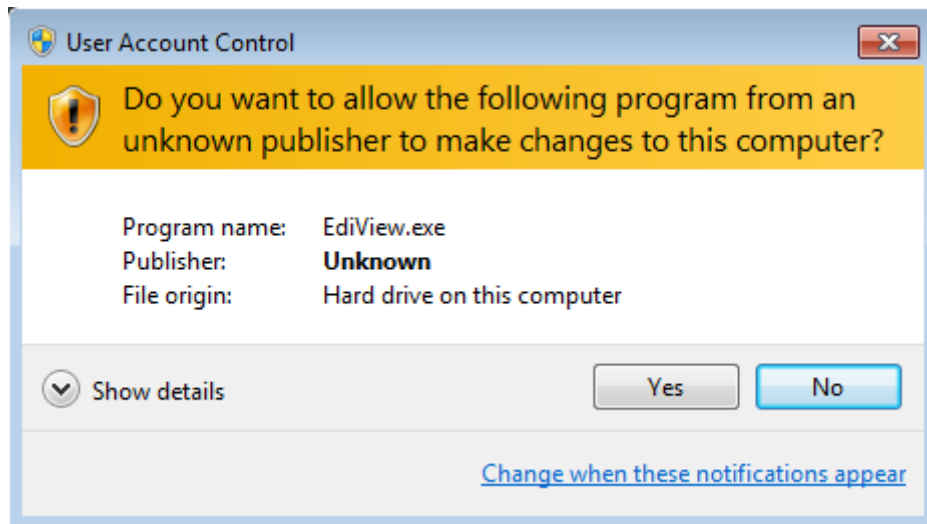 User Account Control
Do you want to allow the following program from an
unknown publisher to make changes to this computer?
Program name: EdiView.exe
Publisher: Unknown
File origin: Hard drive on this computer
Show details Yes No
Change when these notifications appear